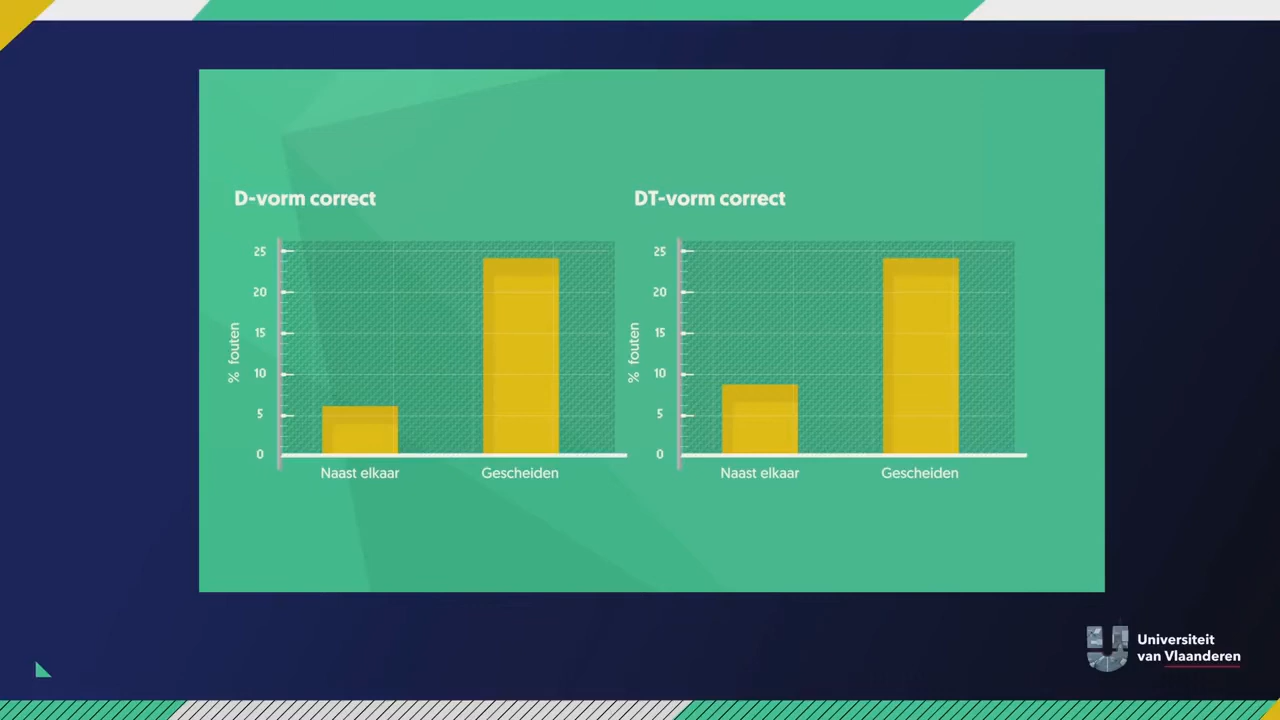 D-vorm correct
25
20
15
10
5
0
% fouten
Naast elkaar
Gescheiden
DT-vorm correct
25
20
15
10
5
0
% fouten
Naast elkaar
Gescheiden
Universiteit
van Vlaanderen